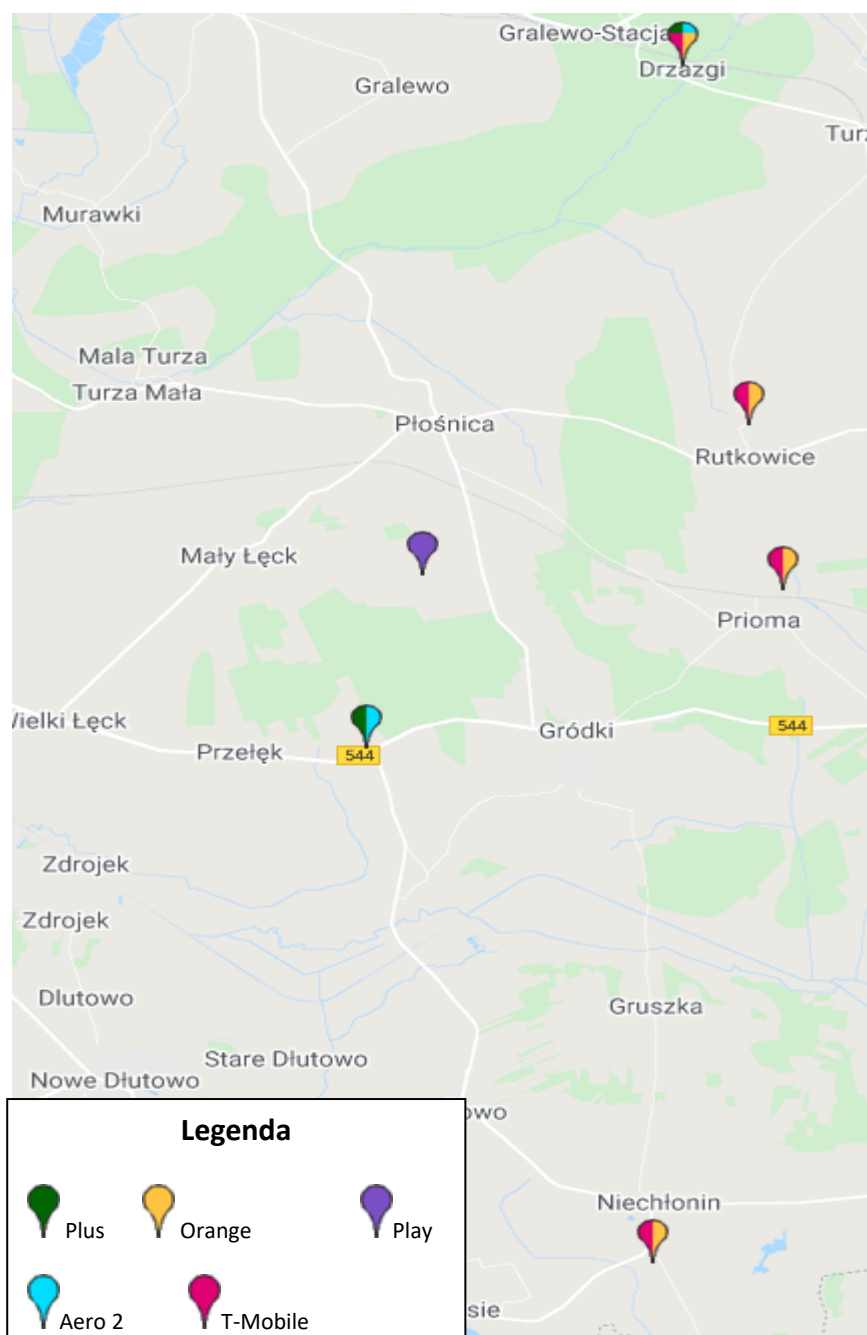 Gralewo-Stacja
Drzazgi
Gralewo
Turz
Murawki
Mala Turza
Turza Mała
Płośnica
Rutkowice
Mały Łęck
Prioma
Wielki Łęck
Gródki
544
Przełęk
544
Zdrojek
Zdrojek
Dlutowo
Gruszka
Stare Dłutowo
Nowe Dłutowo
owo
Legenda
Niechłonin
Plus
Orange
Play
sie
Aero 2
T-Mobile